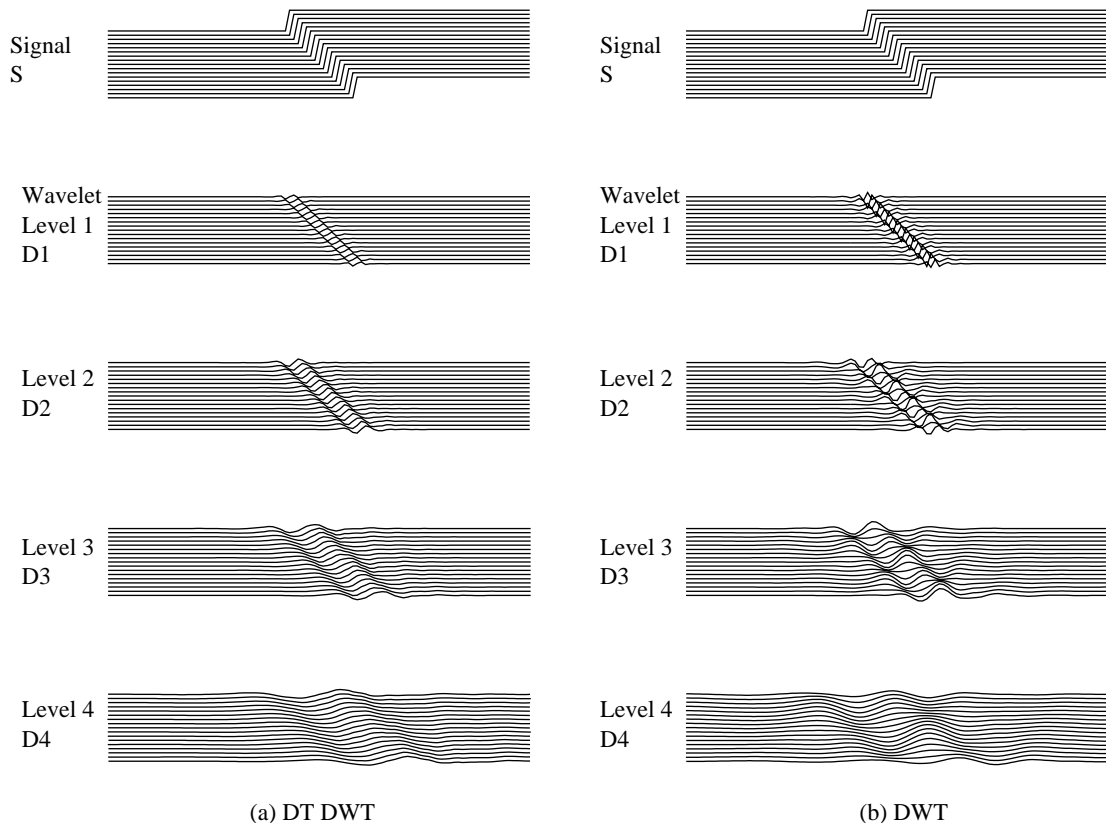 Signal
S
Wavelet
Level 1
D1
Level 2
D2
Level 3
D3
Level 4
D4
(a) DT DWT
Signal
S
Wavelet
Level 1
D1
Level 2
D2
Level 3
D3
Level 4
D4
(b) DWT